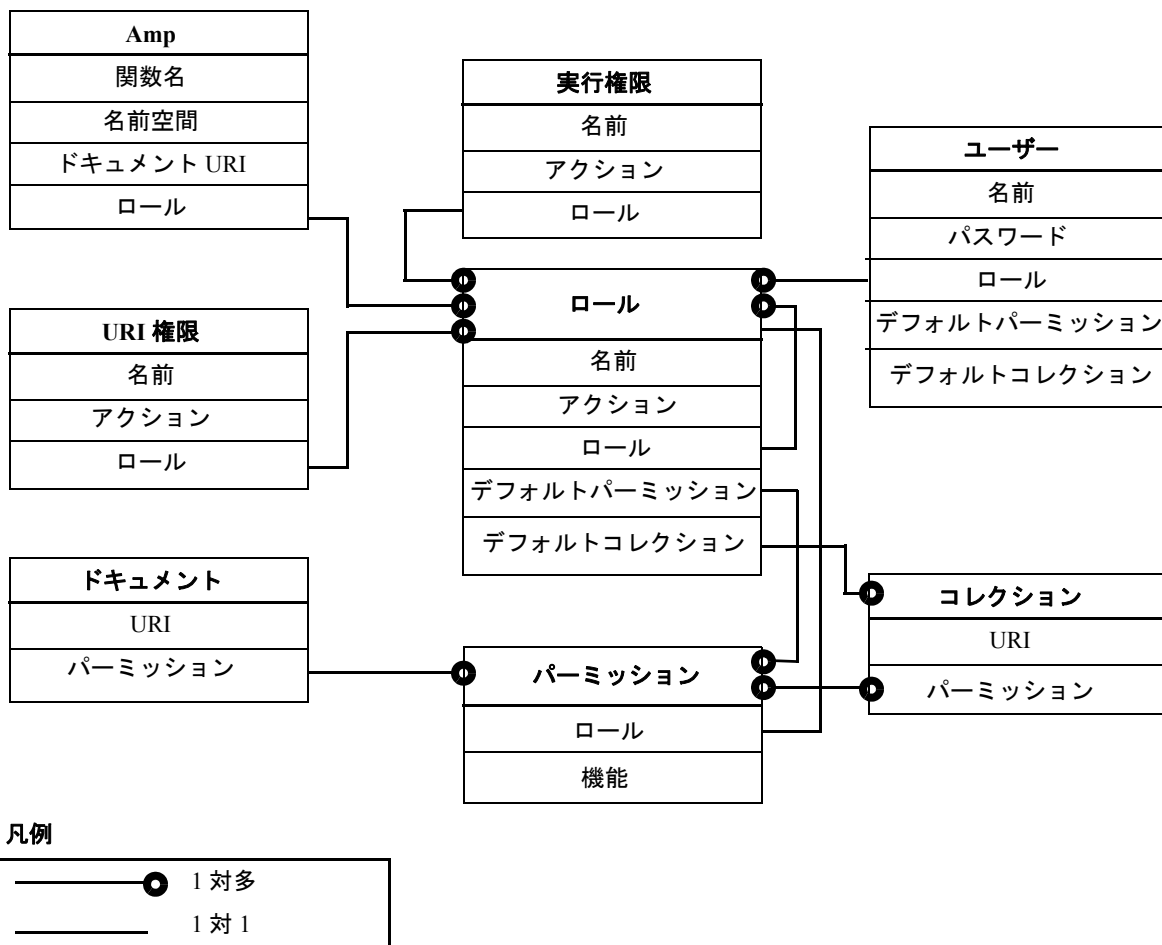 Amp
関数名
名前空間
ドキュメント URI
ロール
実行権限
名前
アクション
ロール
ユーザー
名前
パスワード
ロール
デフォルトパーミッション
デフォルトコレクション
URI 権限
名前
アクション
ロール
ロール
名前
アクション
ロール
デフォルトパーミッション
デフォルトコレクション
ドキュメント
URI
パーミッション
パーミッション
ロール
機能
コレクション
URI
パーミッション
凡例
1 対多
1 対 1